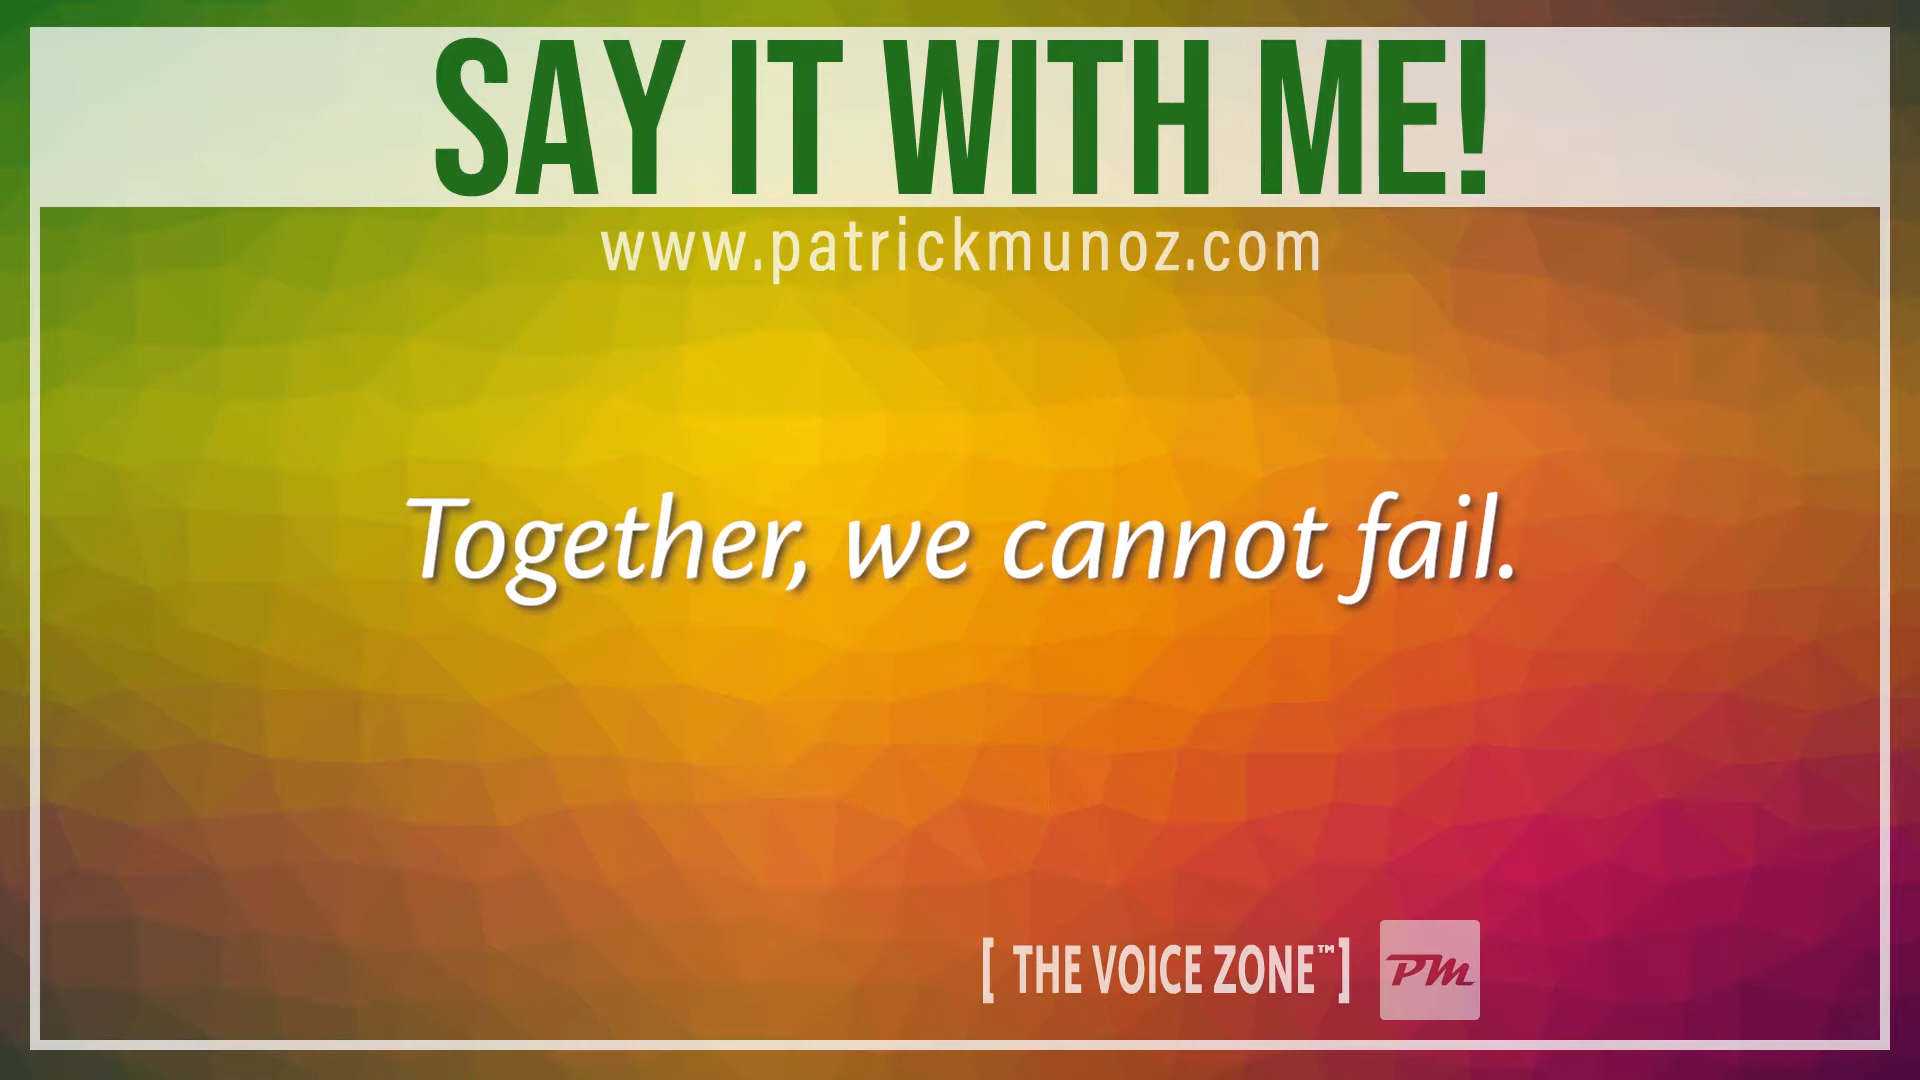 SAY IT WITH ME!
www.patrickmunoz.com
Together, we cannot fail.
[ THE VOICE ZONE™]
PM